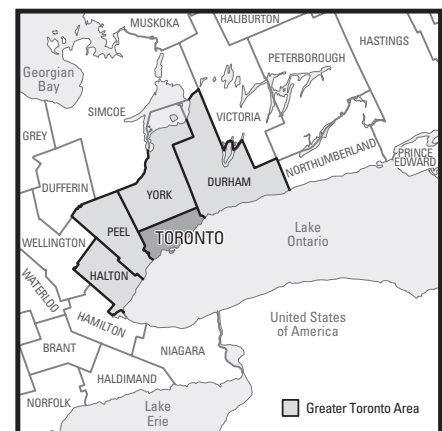 MUSKOKA
HALIBURTON
HASTINGS
PETERBOROUGH
Georgian
Bay
SIMCOE
VICTORIA
GREY
NORTHUMBERLAND
PRINCE
EDWARD
DURHAM
DUFFERIN
YORK
PEEL
TORONTO
Lake
Ontario
WELLINGTON
HALTON
WATERLOO
HAMILTON
United States
of America
BRANT
NIAGARA
HALDIMAND
NORFOLK
Lake
Erie
Greater Toronto Area